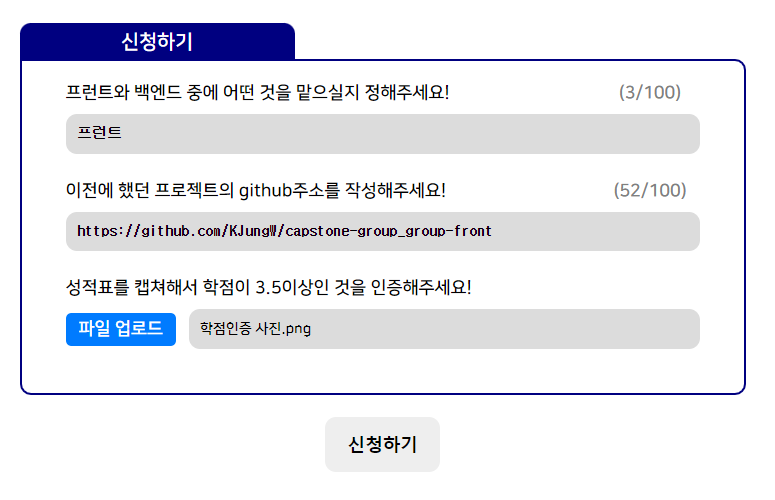 신청하기
프런트와 백엔드 중에 어떤 것을 맡으실지 정해주세요! (3/100)
프런트
이전에 했던 프로젝트의 github주소를 작성해주세요! (52/100)
https://github.com/KJungW/capstone-group_group-front
성적표를 캡쳐해서 학점이 3.5이상인 것을 인증해주세요!
파일 업로드 학점인증 사진.png
신청하기